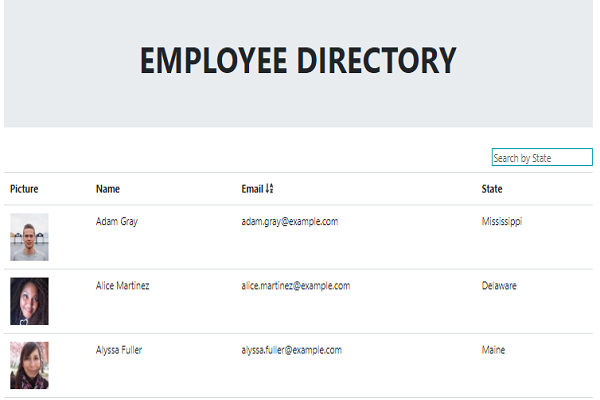 EMPLOYEE DIRECTORY
Search by State
Picture Name Email State
Adam Gray adam.gray@example.com Mississippi
Alice Martinez alice.martinez@example.com Delaware
Alyssa Fuller alyssa.fuller@example.com Maine